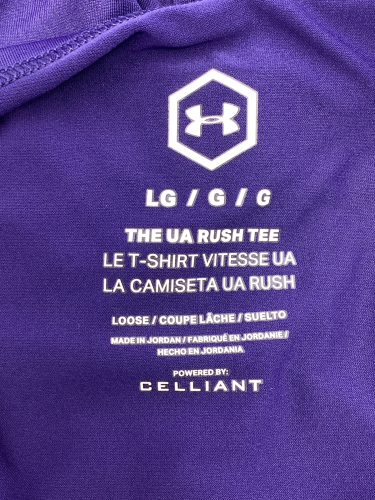 LG / G / G
THE UA RUSH TEE
LE T-SHIRT VITESSE UA
LA CAMISETA UA RUSH
LOOSE / COUPE LÂCHE / SUELTO
MADE IN JORDAN / FABRIQUÉ EN JORDANIE /
HECHO EN JORDANIA
POWERED BY:
CELLIANT